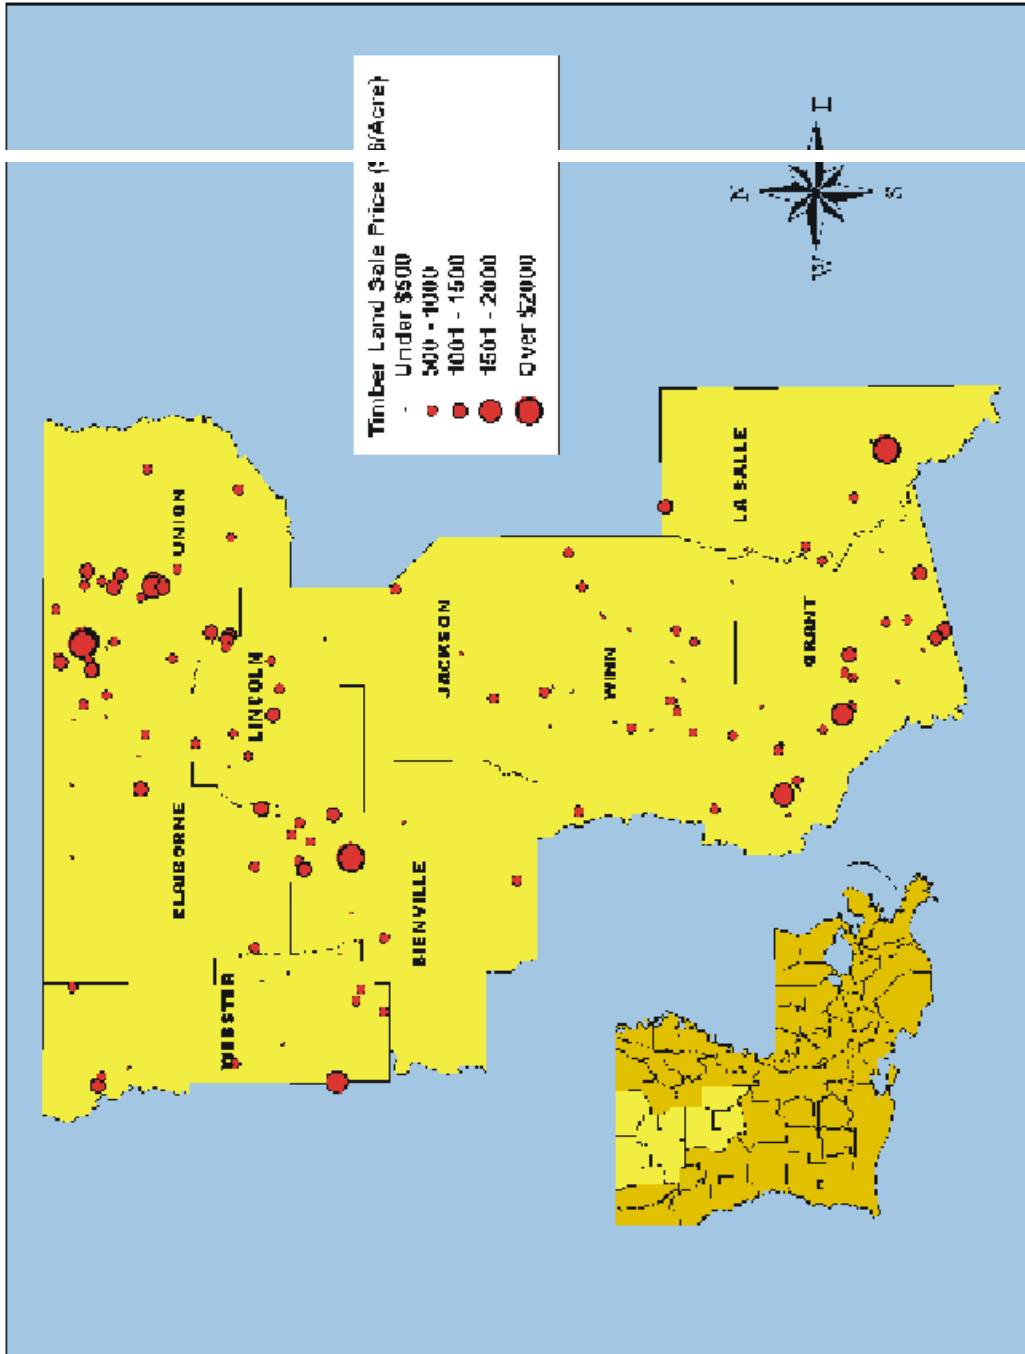 Timber Land Sale Price ($/Acre)
Under $500
500 - 1000
1001 - 1500
1501 - 2000
Over $2000
N
W
E
S
WEBSTER
CLAIBORNE
UNION
LINCOLN
BIENVILLE
JACKSON
WINN
GRANT
LA SALLE